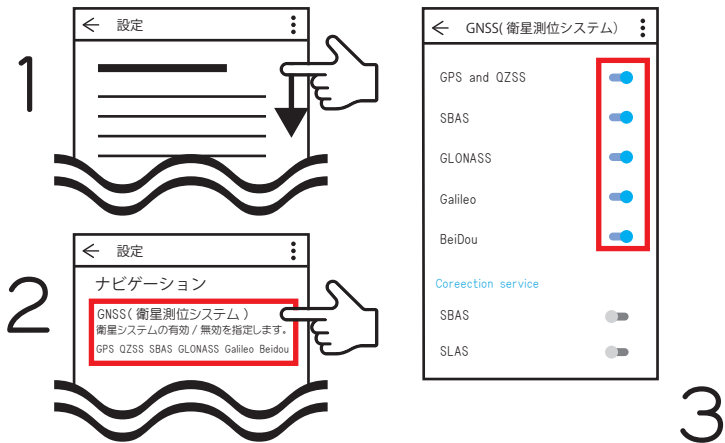 1
設定
2
設定
ナビゲーション
GNSS(衛星測位システム)
衛星システムの有効/無効を指定します。
GPS QZSS SBAS GLONASS Galileo Beidou
GNSS(衛星測位システム)
GPS and QZSS
SBAS
GLONASS
Galileo
BeiDou
Coreection service
SBAS
SLAS
3